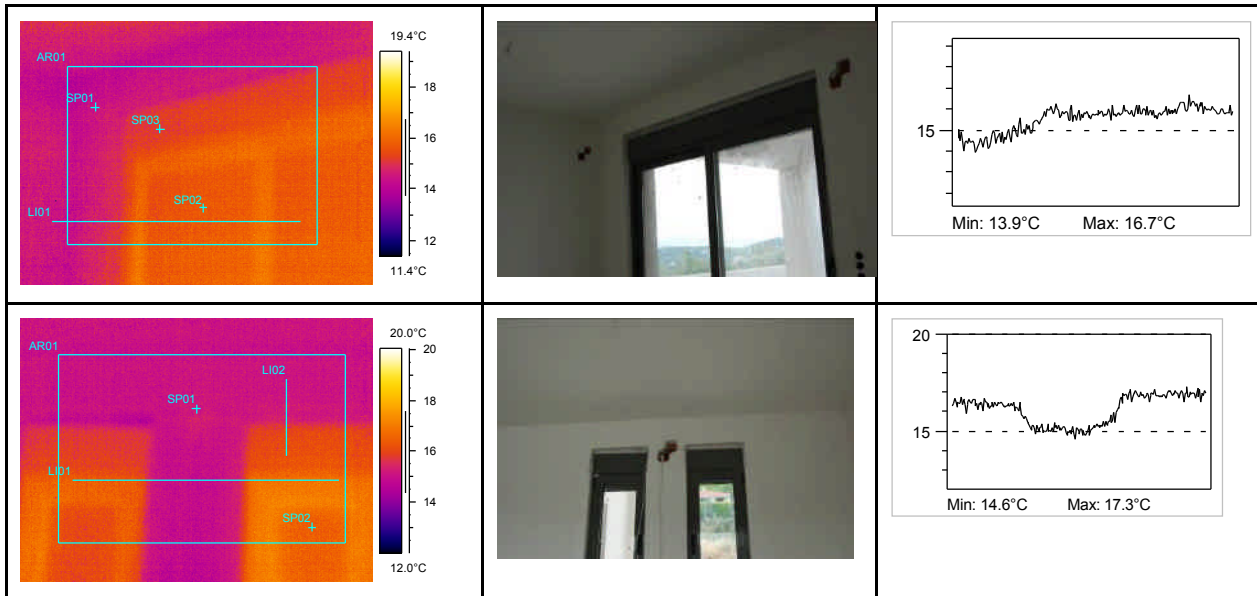 19.4°C
AR01
18
SP01
SP03
16
14
SP02
LI01
12
11.4°C
15
Min: 13.9°C Max: 16.7°C
20.0°C
AR01
20
LI02
18
SP01
16
LI01
14
SP02
12.0°C
20
15
Min: 14.6°C Max: 17.3°C